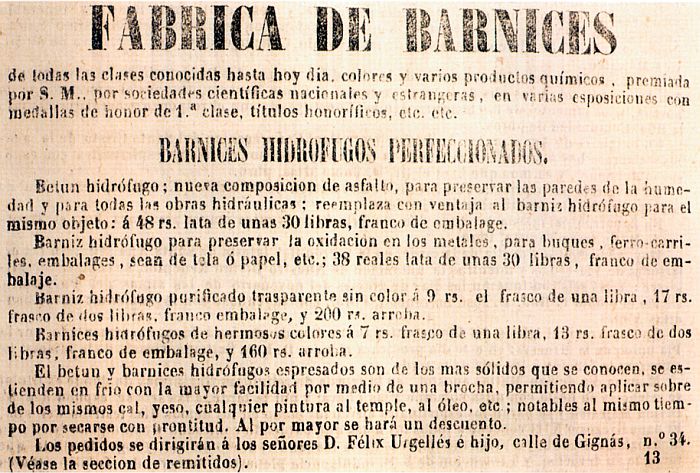 FABRICA DE BARNICES
de todas las clases conocidas hasta hoy dia, colores y varios productos químicos, premiada
por S. M., por sociedades científicas nacionales y estrangeras, en varias esposiciones con
medallas de honor de 1.ª clase, títulos honoríficos, etc. etc.
BARNICES HIDROFUGOS PERFECCIONADOS.
Betun hidrófugo; nueva composicion de asfalto, para preservar las paredes de la hume-
dad y para todas las obras hidráulicas; reemplaza con ventaja al barniz hidrófugo para el
mismo objeto: á 48 rs. lata de unas 30 libras, franco de embalage.
Barniz hidrófugo para preservar la oxidacion en los metales, para buques, ferro-carri-
les, embalages, sean de tela ó papel, etc.; 38 reales lata de unas 30 libras, franco de em-
balaje.
Barniz hidrófugo purificado trasparente sin color á 9 rs. el frasco de una libra, 17 rs.
frasco de dos libras, franco embalage, y 200 rs. arroba.
Barnices hidrófugos de hermosos colores á 7 rs. frasco de una libra, 13 rs. frasco de dos
libras, franco de embalage, y 160 rs. arroba.
El betun y barnices hidrófugos espresados son de los mas sólidos que se conocen, se es-
tienden en frio con la mayor facilidad por medio de una brocha, permitiendo aplicar sobre
de los mismos cal, yeso, cualquier pintura al temple, al óleo, etc; notables al mismo tiem-
po por secarse con prontitud. Al por mayor se hará un descuento.
Los pedidos se dirigirán á los señores D. Félix Urgellés é hijo, calle de Gignás, n.º 34.
(Véase la seccion de remitidos). 13